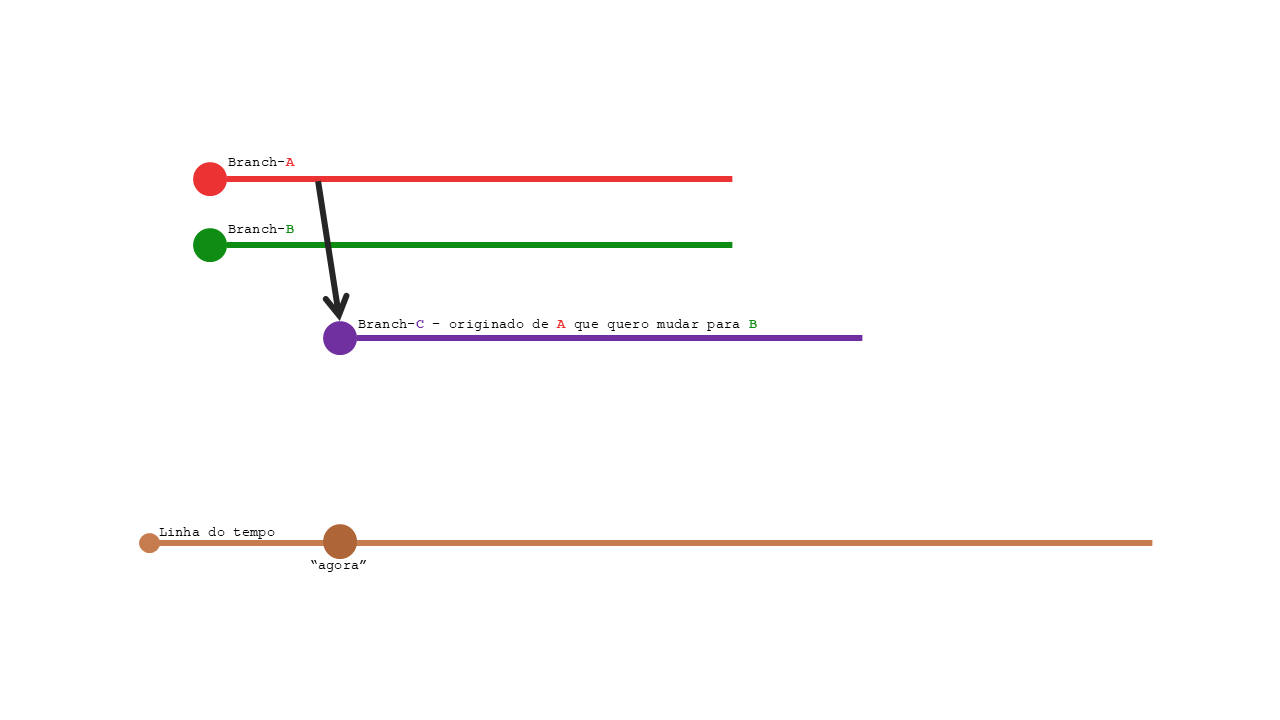 Branch-A
Branch-B
Branch-C - originado de A que quero mudar para B
Linha do tempo
“agora”